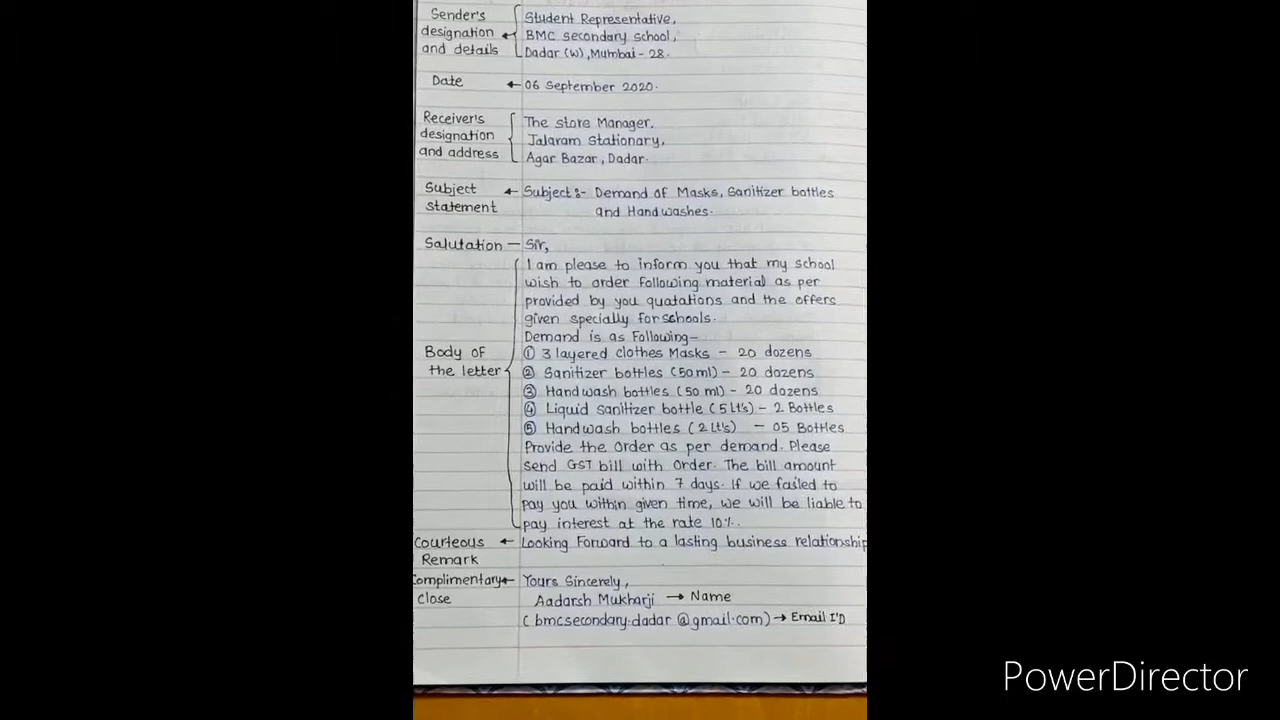 Sender's
designation
and details
Student Representative,
BMC secondary school,
Dadar (W), Mumbai - 28.
Date
← 06 September 2020.
Receiver's
designation
and address
The store Manager,
Jalaram Stationary,
Agar Bazar, Dadar.
Subject
statement
← Subject :- Demand of Masks, Sanitizer bottles
and Handwashes.
Salutation — Sir,
Body of
the letter
I am please to inform you that my school
wish to order following material as per
provided by you quatations and the offers
given specially for schools.
Demand is as Following-
① 3 layered clothes Masks - 20 dozens
② Sanitizer bottles (50 ml) - 20 dozens
③ Handwash bottles (50 ml) - 20 dozens
④ Liquid sanitizer bottle (5 Lt's) - 2 Bottles
⑤ Handwash bottles (2 Lt's) - 05 Bottles
Provide the Order as per demand. Please
send GST bill with Order. The bill amount
will be paid within 7 days. If we failed to
pay you within given time, we will be liable to
pay interest at the rate 10%.
Courteous
Remark
← Looking Forward to a lasting business relationship
Complimentary
close
← Yours Sincerely,
Aadarsh Mukharji → Name
(bmcsecondary.dadar@gmail.com) → Email I'D
PowerDirector